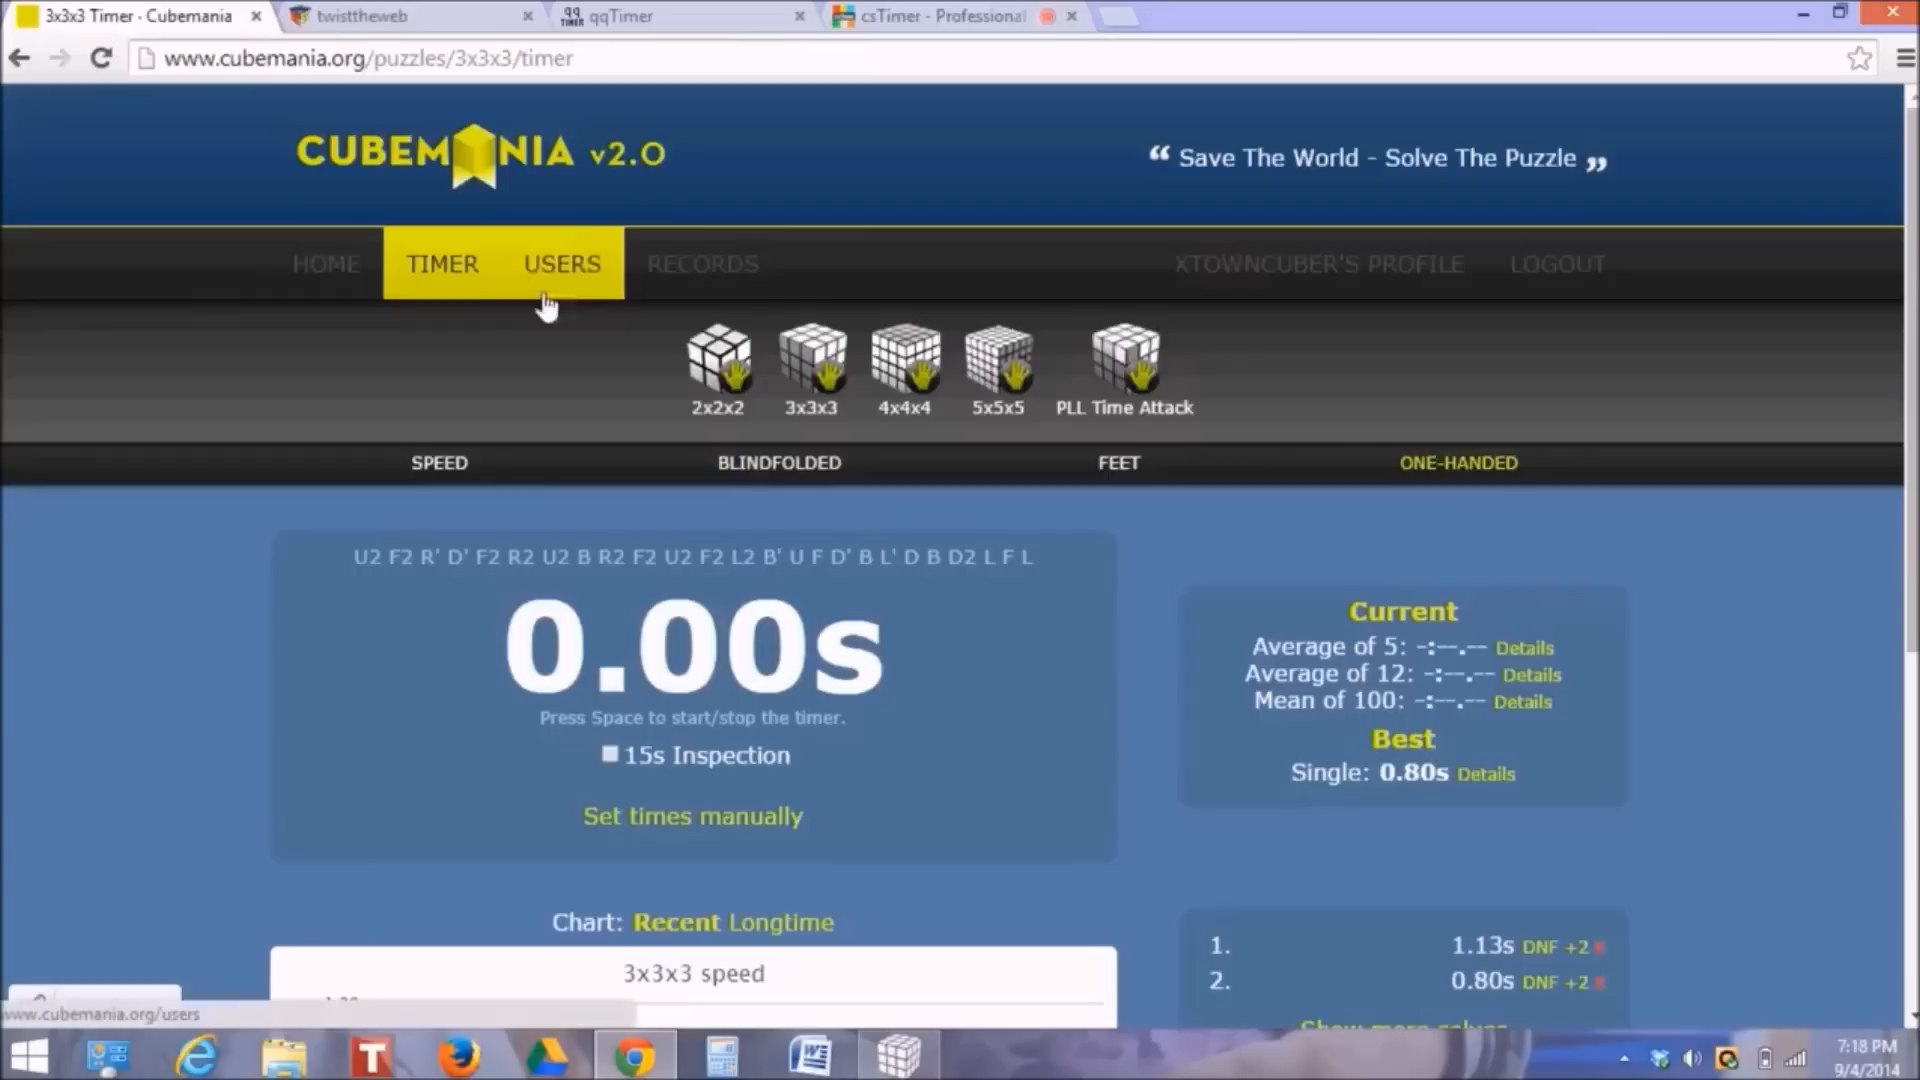 3x3x3 Timer - Cubemania
twisttheweb
qq TIMER qqTimer
csTimer - Professional
www.cubemania.org/puzzles/3x3x3/timer
CUBEMANIA v2.0
“ Save The World - Solve The Puzzle ”
HOME TIMER USERS RECORDS XTOWNCUBER'S PROFILE LOGOUT
2x2x2 3x3x3 4x4x4 5x5x5 PLL Time Attack
SPEED BLINDFOLDED FEET ONE-HANDED
U2 F2 R' D' F2 R2 U2 B R2 F2 U2 F2 L2 B' U F D' B L' D B D2 L F L
0.00s
Press Space to start/stop the timer.
15s Inspection
Set times manually
Current
Average of 5: -:--.-- Details
Average of 12: -:--.-- Details
Mean of 100: -:--.-- Details
Best
Single: 0.80s Details
Chart: Recent Longtime
3x3x3 speed
1. 1.13s DNF +2
2. 0.80s DNF +2
Show more solves
www.cubemania.org/users
7:18 PM
9/4/2014